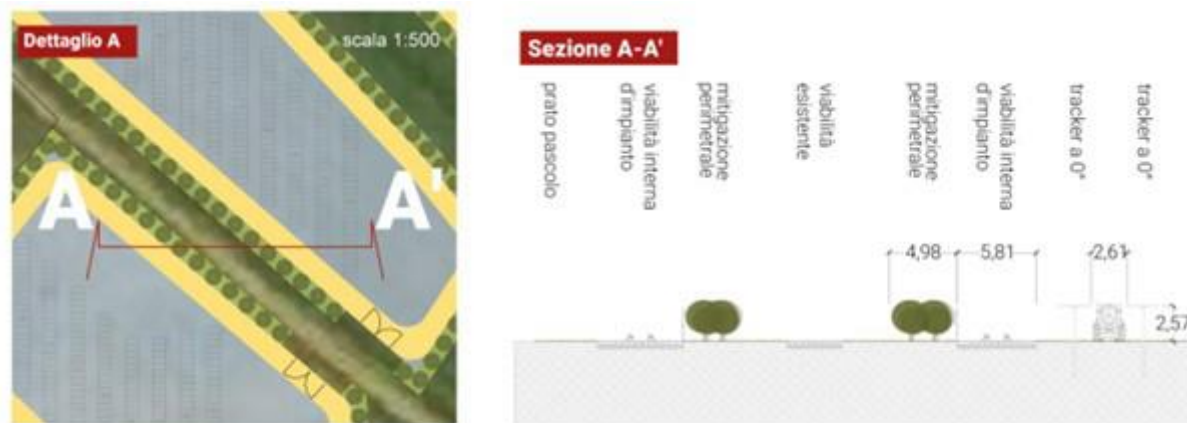 Dettaglio A
scala 1:500
A
A'
Sezione A-A'
prato pascolo
viabilità interna
d'impianto
mitigazione
perimetrale
viabilità
esistente
mitigazione
perimetrale
viabilità interna
d'impianto
tracker a 0°
tracker a 0°
4,98
5,81
2,61
2,57